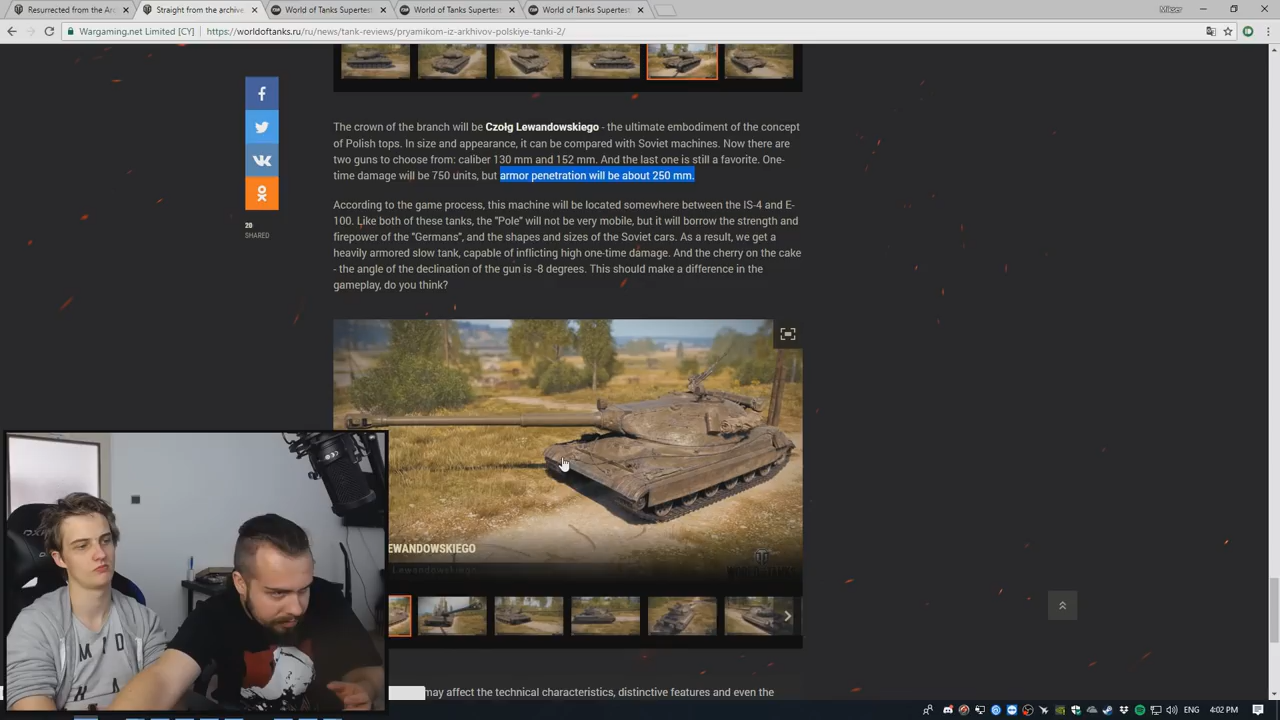 Resurrected from the Ar
Straight from the archive
World of Tanks Supertest
World of Tanks Supertest
World of Tanks Supertest
Wargaming.net Limited [CY]
https://worldoftanks.ru/ru/news/tank-reviews/pryamikom-iz-arkhivov-polskiye-tanki-2/
The crown of the branch will be Czołg Lewandowskiego - the ultimate embodiment of the concept
of Polish tops. In size and appearance, it can be compared with Soviet machines. Now there are
two guns to choose from: caliber 130 mm and 152 mm. And the last one is still a favorite. One-
time damage will be 750 units, but armor penetration will be about 250 mm.
20
SHARED
According to the game process, this machine will be located somewhere between the IS-4 and E-
100. Like both of these tanks, the "Pole" will not be very mobile, but it will borrow the strength and
firepower of the "Germans", and the shapes and sizes of the Soviet cars. As a result, we get a
heavily armored slow tank, capable of inflicting high one-time damage. And the cherry on the cake
- the angle of the declination of the gun is -8 degrees. This should make a difference in the
gameplay, do you think?
EWANDOWSKIEGO
Lewandowskiego
may affect the technical characteristics, distinctive features and even the
ENG
4:02 PM